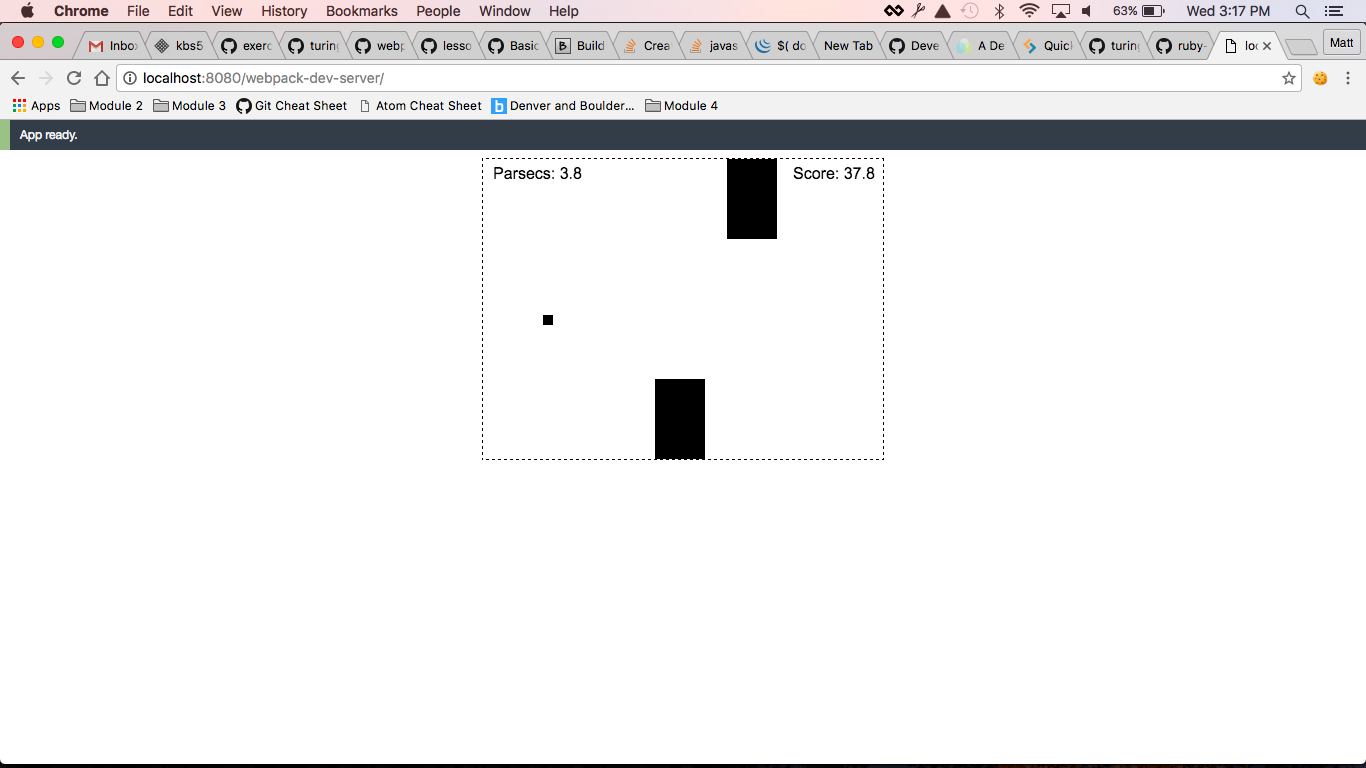 Chrome File Edit View History Bookmarks People Window Help 63% Wed 3:17 PM
Inbox kbs5 exerc turing webp lesso Basic Build Crea javas $( do New Tab Deve A De Quick turing ruby- loc Matt
localhost:8080/webpack-dev-server/
Apps Module 2 Module 3 Git Cheat Sheet Atom Cheat Sheet Denver and Boulder... Module 4
App ready.
Parsecs: 3.8 Score: 37.8